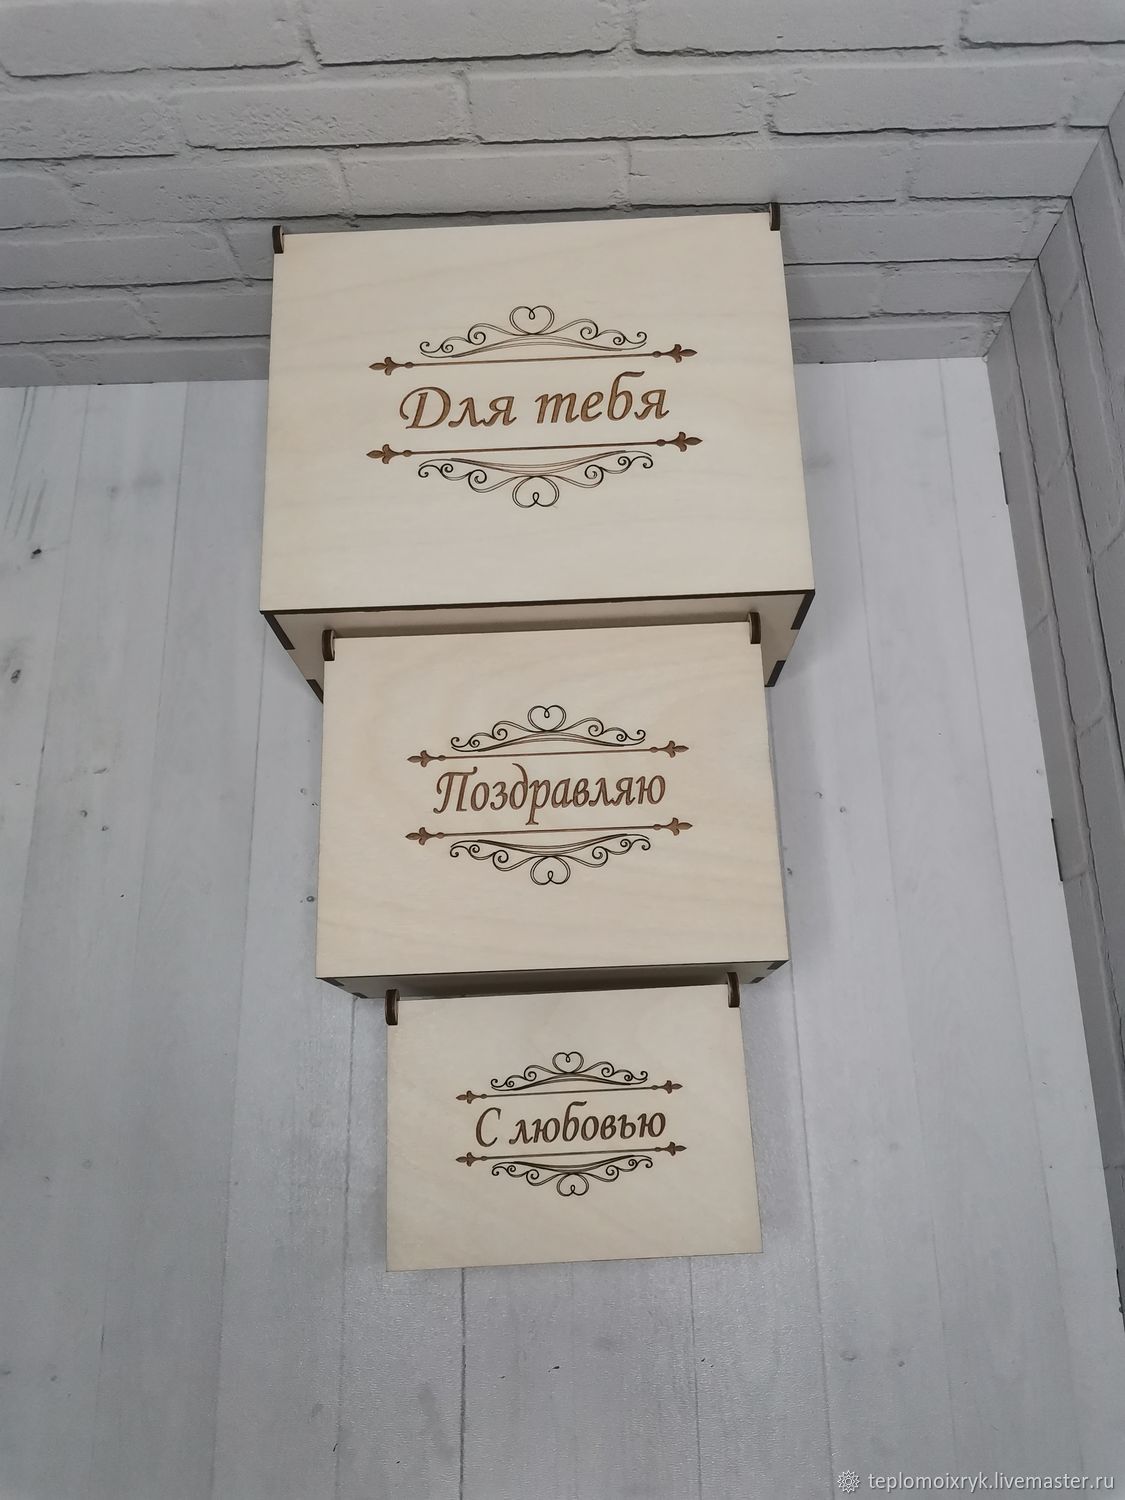 Для тебя
Поздравляю
С любовью
teplomoixryk.livemaster.ru